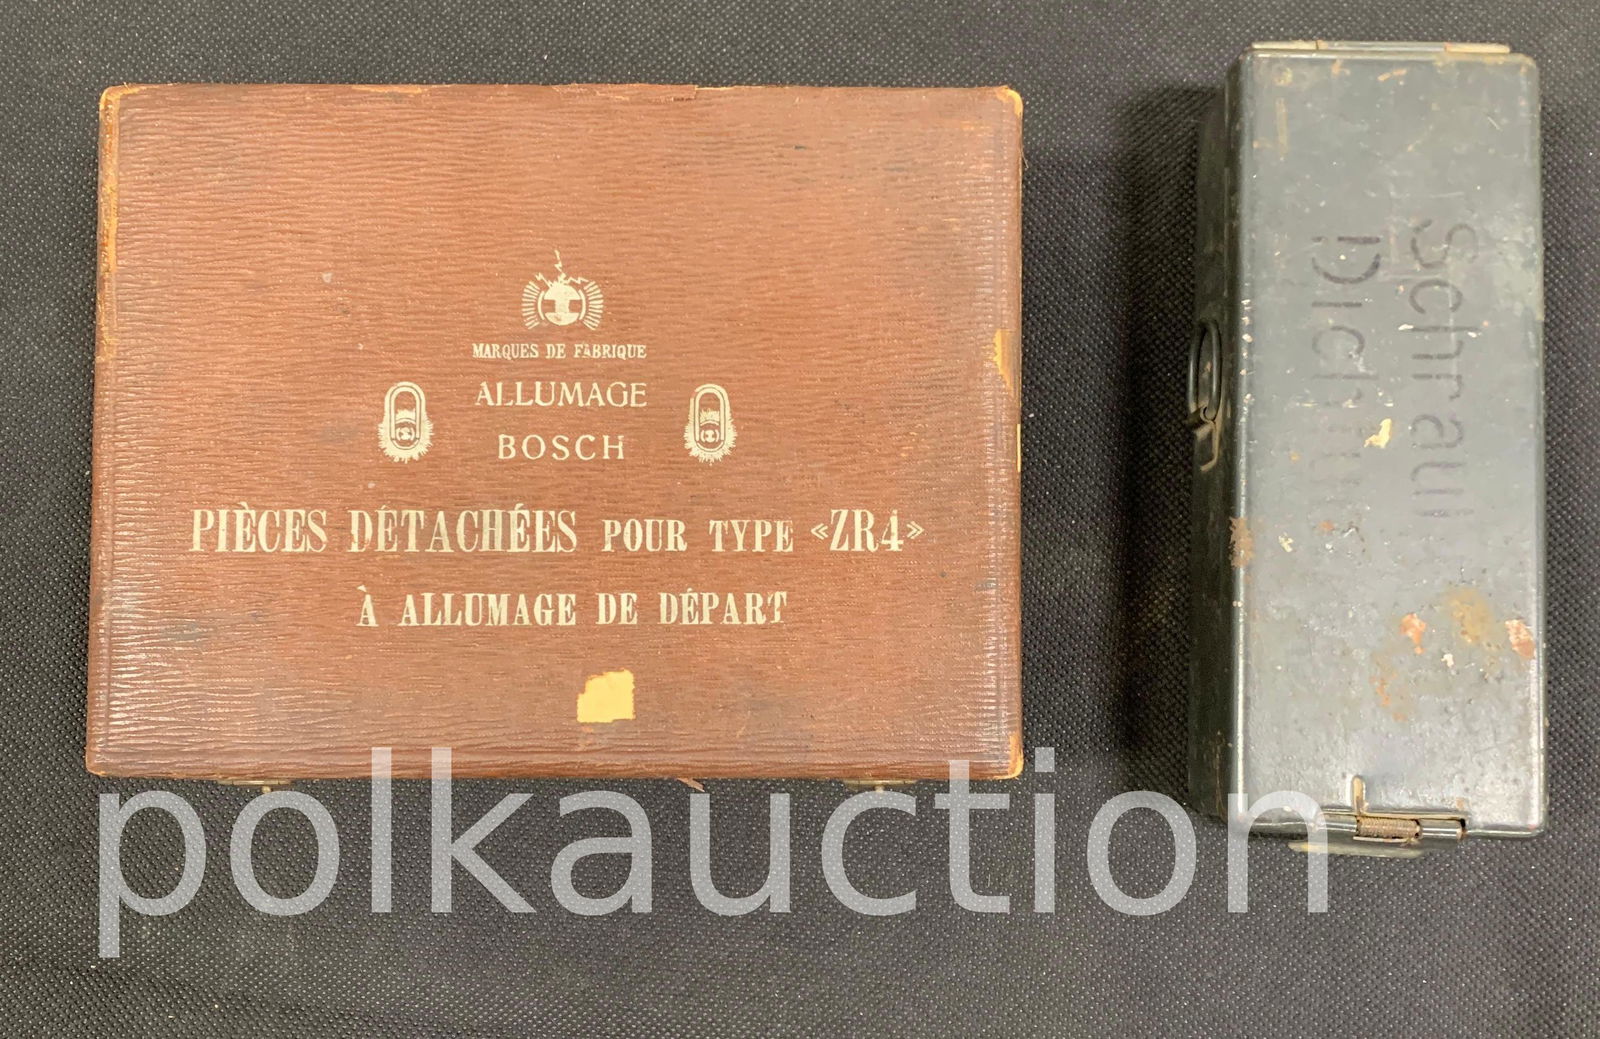 MARQUES DE FABRIQUE
ALLUMAGE
BOSCH
PIÈCES DÉTACHÉES POUR TYPE «ZR4»
À ALLUMAGE DE DÉPART
polkauction